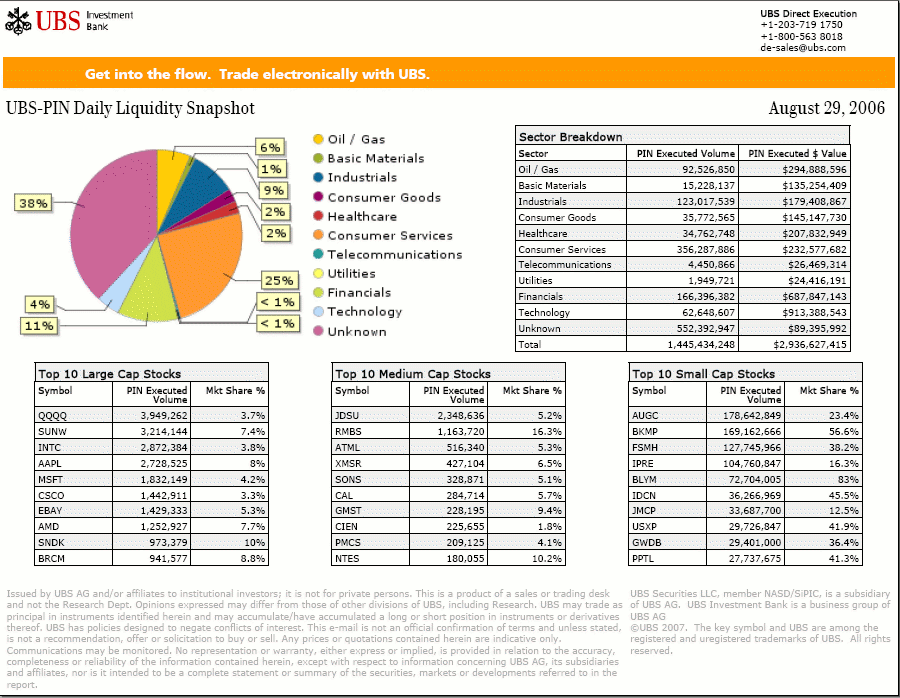 UBS Investment
Bank
UBS Direct Execution
+1-203-719 1750
+1-800-563 8018
de-sales@ubs.com
Get into the flow. Trade electronically with UBS.
UBS-PIN Daily Liquidity Snapshot
August 29, 2006
6%
1%
9%
2%
2%
25%
< 1%
< 1%
11%
4%
38%
Oil / Gas
Basic Materials
Industrials
Consumer Goods
Healthcare
Consumer Services
Telecommunications
Utilities
Financials
Technology
Unknown
Sector Breakdown
Sector PIN Executed Volume PIN Executed $ Value
Oil / Gas 92,526,850 $294,888,596
Basic Materials 15,228,137 $135,254,409
Industrials 123,017,539 $179,408,867
Consumer Goods 35,772,565 $145,147,730
Healthcare 34,762,748 $207,832,949
Consumer Services 356,287,886 $232,577,682
Telecommunications 4,450,866 $26,469,314
Utilities 1,949,721 $24,416,191
Financials 166,396,382 $687,847,143
Technology 62,648,607 $913,388,543
Unknown 552,392,947 $89,395,992
Total 1,445,434,248 $2,936,627,415
Top 10 Large Cap Stocks
Symbol PIN Executed Mkt Share %
Volume
QQQQ 3,949,262 3.7%
SUNW 3,214,144 7.4%
INTC 2,872,384 3.8%
AAPL 2,728,525 8%
MSFT 1,832,149 4.2%
CSCO 1,442,911 3.3%
EBAY 1,429,333 5.3%
AMD 1,252,927 7.7%
SNDK 973,379 10%
BRCM 941,577 8.8%
Top 10 Medium Cap Stocks
Symbol PIN Executed Mkt Share %
Volume
JDSU 2,348,636 5.2%
RMBS 1,163,720 16.3%
ATML 516,340 5.3%
XMSR 427,104 6.5%
SONS 328,871 5.1%
CAL 284,714 5.7%
GMST 228,195 9.4%
CIEN 225,655 1.8%
PMCS 209,125 4.1%
NTES 180,055 10.2%
Top 10 Small Cap Stocks
Symbol PIN Executed Mkt Share %
Volume
AUGC 178,642,849 23.4%
BKMP 169,162,666 56.6%
FSMH 127,745,966 38.2%
IPRE 104,760,847 16.3%
BLYM 72,704,005 83%
IDCN 36,266,969 45.5%
JMCP 33,687,700 12.5%
USXP 29,726,847 41.9%
GWDB 29,401,000 36.4%
PPTL 27,737,675 41.3%
Issued by UBS AG and/or affiliates to institutional investors; it is not for private persons. This is a product of a sales or trading desk
and not the Research Dept. Opinions expressed may differ from those of other divisions of UBS, including Research. UBS may trade as
principal in instruments identified herein and may accumulate/have accumulated a long or short position in instruments or derivatives
thereof. UBS has policies designed to negate conflicts of interest. This e-mail is not an official confirmation of terms and unless stated,
is not a recommendation, offer or solicitation to buy or sell. Any prices or quotations contained herein are indicative only.
Communications may be monitored. No representation or warranty, either express or implied, is provided in relation to the accuracy,
completeness or reliability of the information contained herein, except with respect to information concerning UBS AG, its subsidiaries
and affiliates, nor is it intended to be a complete statement or summary of the securities, markets or developments referred to in the
report.
UBS Securities LLC, member NASD/SiPIC, is a subsidiary
of UBS AG. UBS Investment Bank is a business group of
UBS AG
©UBS 2007. The key symbol and UBS are among the
registered and uregistered trademarks of UBS. All rights
reserved.